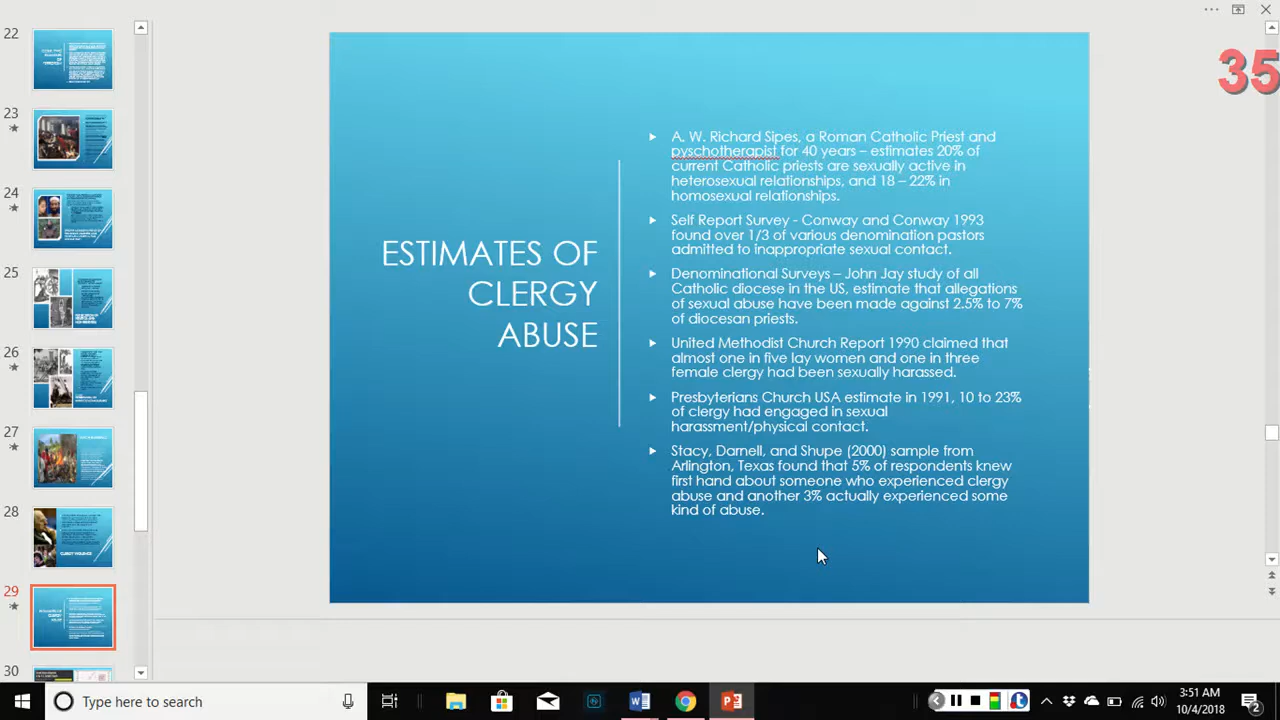 22
23
24
25
26
27
28
CLERGY VIOLENCE
29
30
ESTIMATES OF
CLERGY
ABUSE
A. W. Richard Sipes, a Roman Catholic Priest and
pyschotherapist for 40 years – estimates 20% of
current Catholic priests are sexually active in
heterosexual relationships, and 18 – 22% in
homosexual relationships.
Self Report Survey - Conway and Conway 1993
found over 1/3 of various denomination pastors
admitted to inappropriate sexual contact.
Denominational Surveys – John Jay study of all
Catholic diocese in the US, estimate that allegations
of sexual abuse have been made against 2.5% to 7%
of diocesan priests.
United Methodist Church Report 1990 claimed that
almost one in five lay women and one in three
female clergy had been sexually harassed.
Presbyterians Church USA estimate in 1991, 10 to 23%
of clergy had engaged in sexual
harassment/physical contact.
Stacy, Darnell, and Shupe (2000) sample from
Arlington, Texas found that 5% of respondents knew
first hand about someone who experienced clergy
abuse and another 3% actually experienced some
kind of abuse.
35
Type here to search
3:51 AM
10/4/2018
2